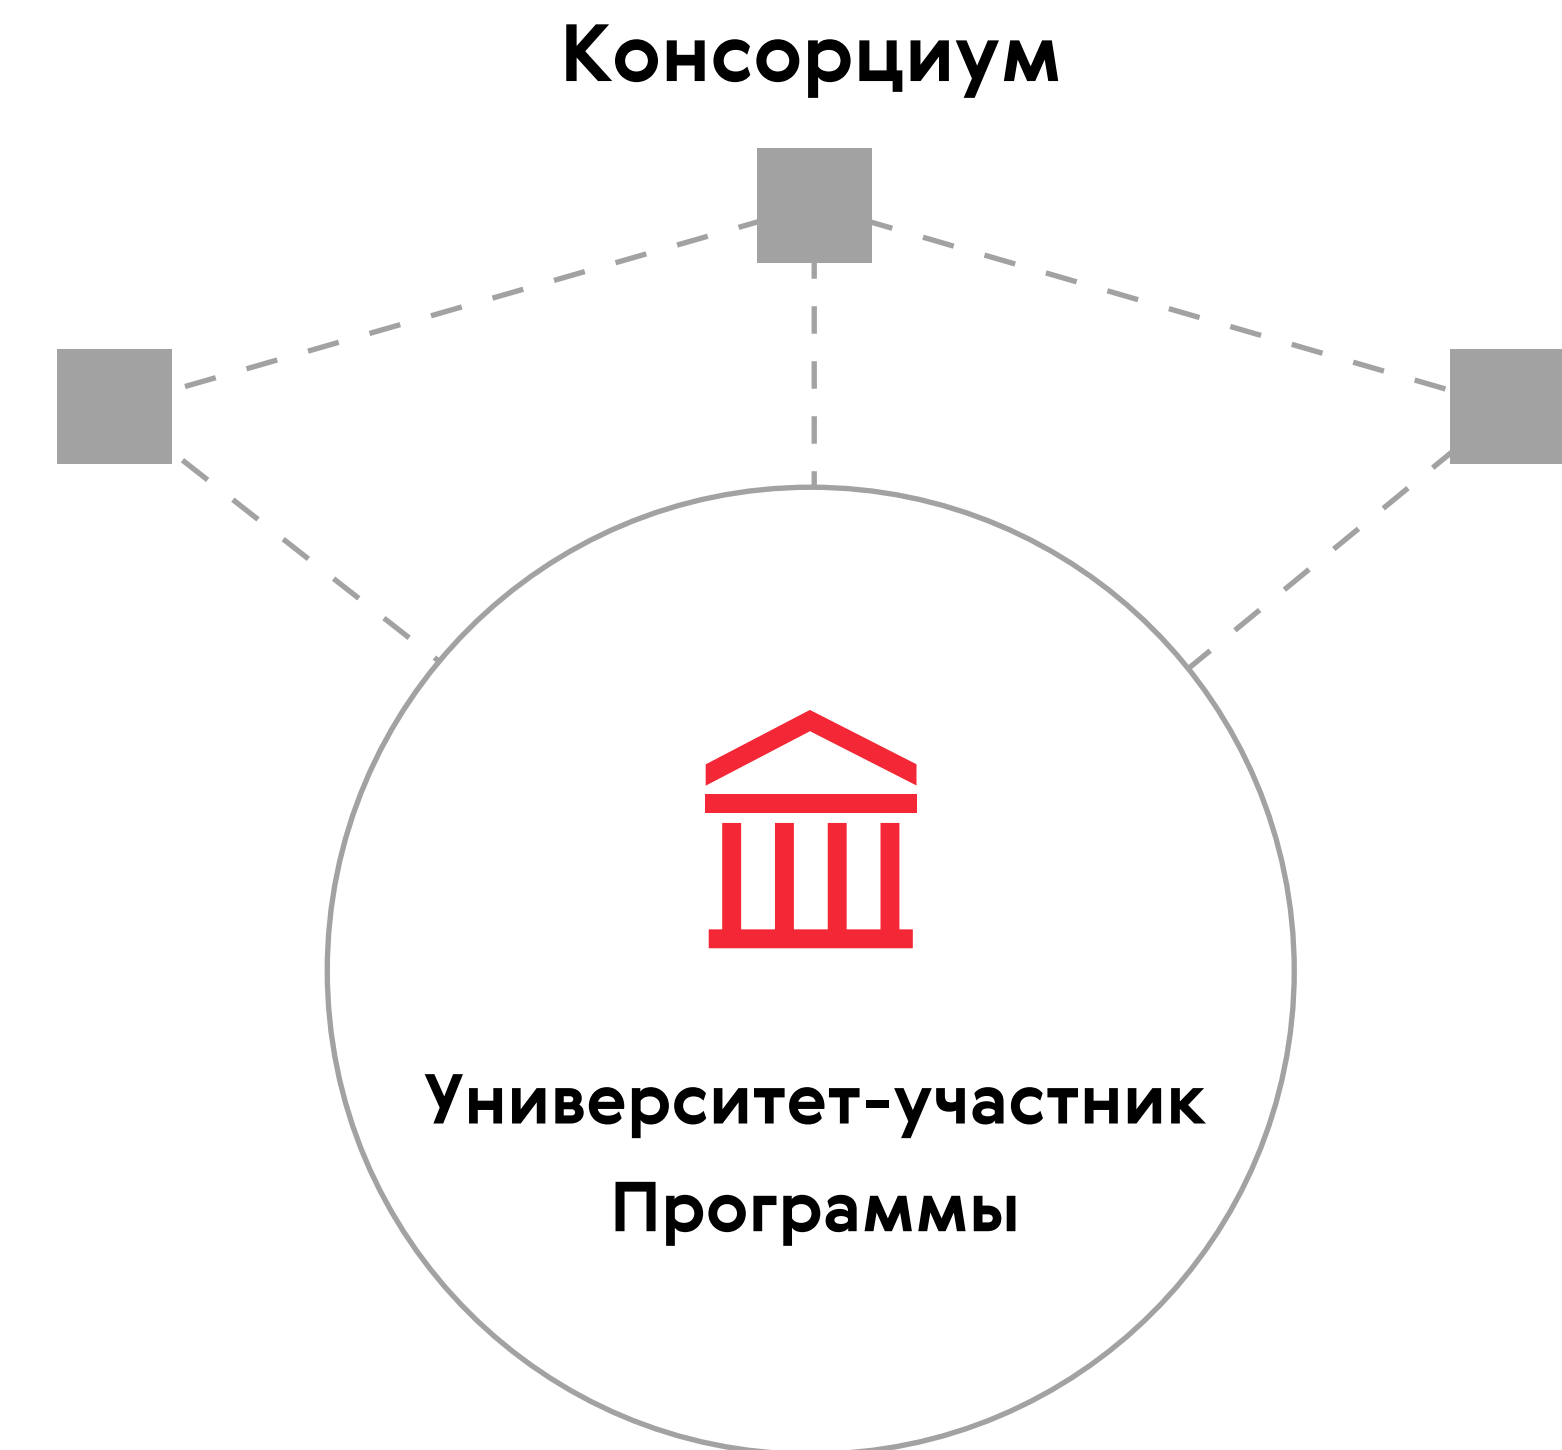 Консорциум
Университет-участник
Программы